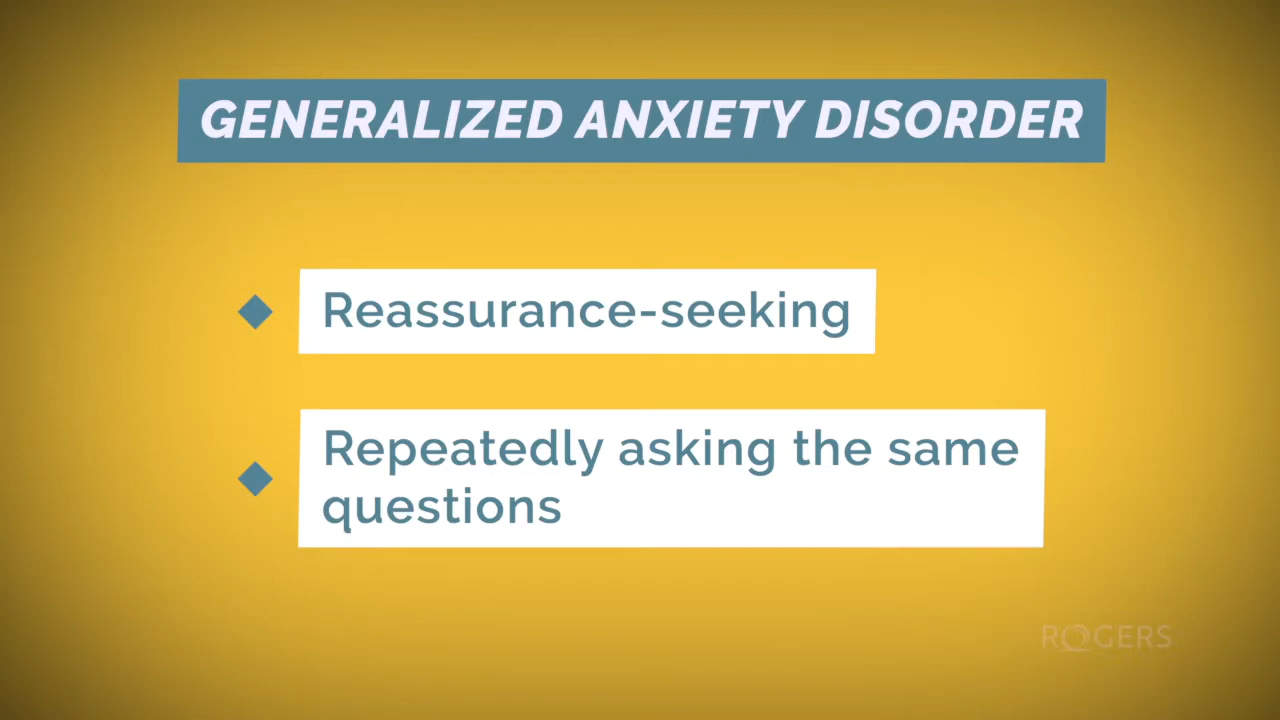 GENERALIZED ANXIETY DISORDER
Reassurance-seeking
Repeatedly asking the same
questions
ROGERS